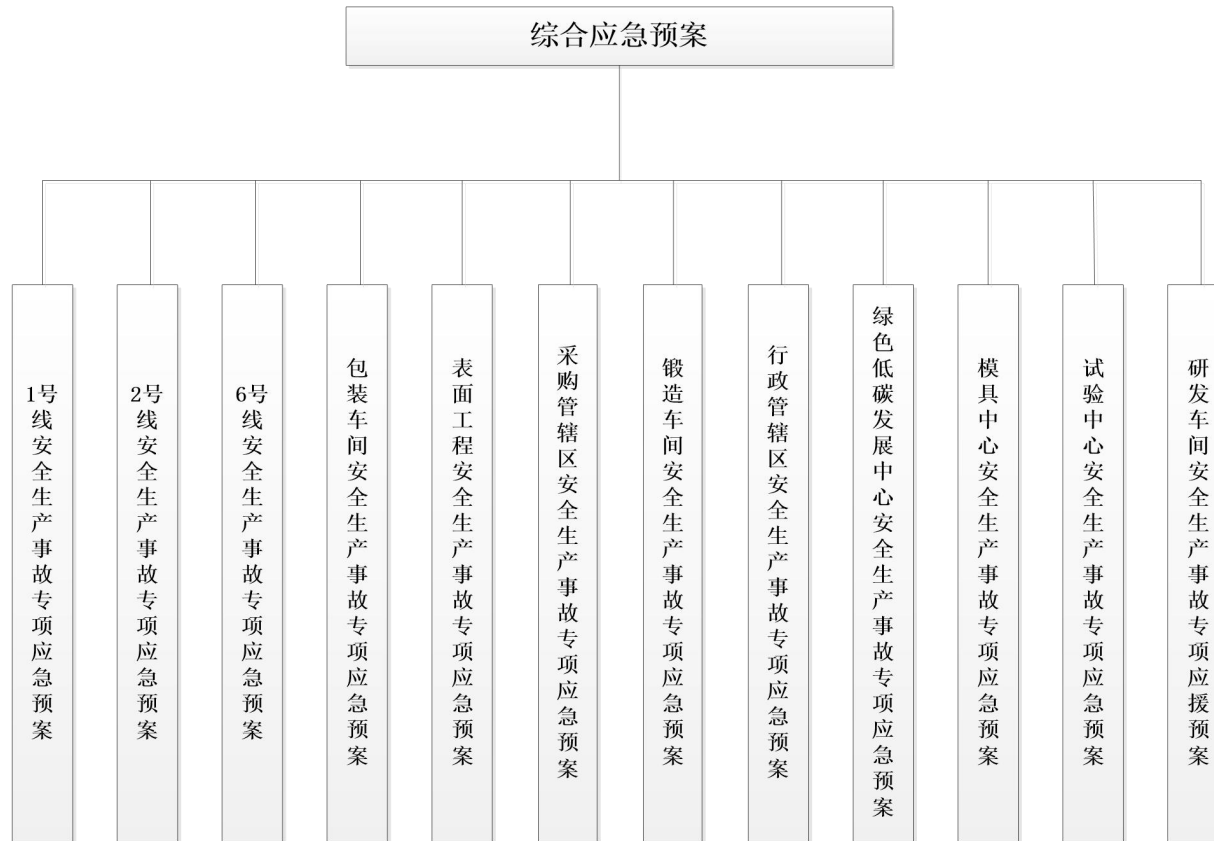 综合应急预案
1号线安全生产事故专项应急预案
2号线安全生产事故专项应急预案
6号线安全生产事故专项应急预案
包装车间安全生产事故专项应急预案
表面工程安全生产事故专项应急预案
采购管辖区安全生产事故专项应急预案
锻造车间安全生产事故专项应急预案
行政管辖区安全生产事故专项应急预案
绿色低碳发展中心安全生产事故专项应急预案
模具中心安全生产事故专项应急预案
试验中心安全生产事故专项应急预案
研发车间安全生产事故专项应援预案